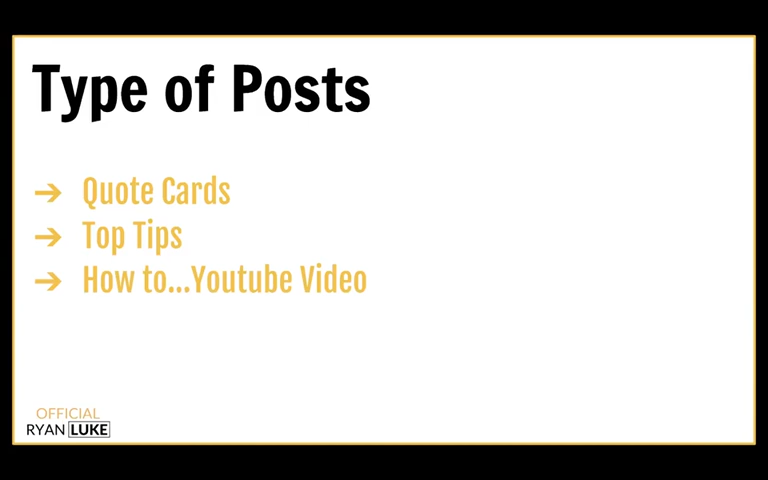 Type of Posts
➔ Quote Cards
➔ Top Tips
➔ How to...Youtube Video
OFFICIAL
RYAN LUKE